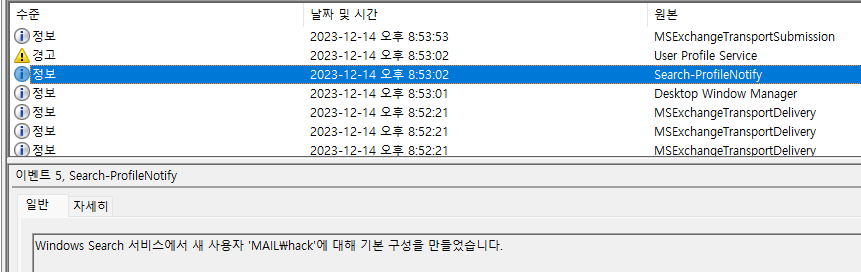 수준 날짜 및 시간 원본
정보 2023-12-14 오후 8:53:53 MSExchangeTransportSubmission
경고 2023-12-14 오후 8:53:02 User Profile Service
정보 2023-12-14 오후 8:53:02 Search-ProfileNotify
정보 2023-12-14 오후 8:53:01 Desktop Window Manager
정보 2023-12-14 오후 8:52:21 MSExchangeTransportDelivery
정보 2023-12-14 오후 8:52:21 MSExchangeTransportDelivery
정보 2023-12-14 오후 8:52:21 MSExchangeTransportDelivery
이벤트 5, Search-ProfileNotify
일반 자세히
Windows Search 서비스에서 새 사용자 'MAIL₩hack'에 대해 기본 구성을 만들었습니다.